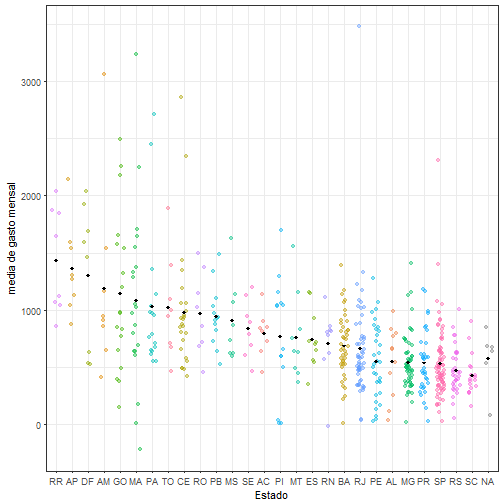 media de gasto mensal
3000
2000
1000
0
RR AP DF AM GO MA PA TO CE RO PB MS SE AC PI MT ES RN BA RJ PE AL MG PR SP RS SC NA
Estado